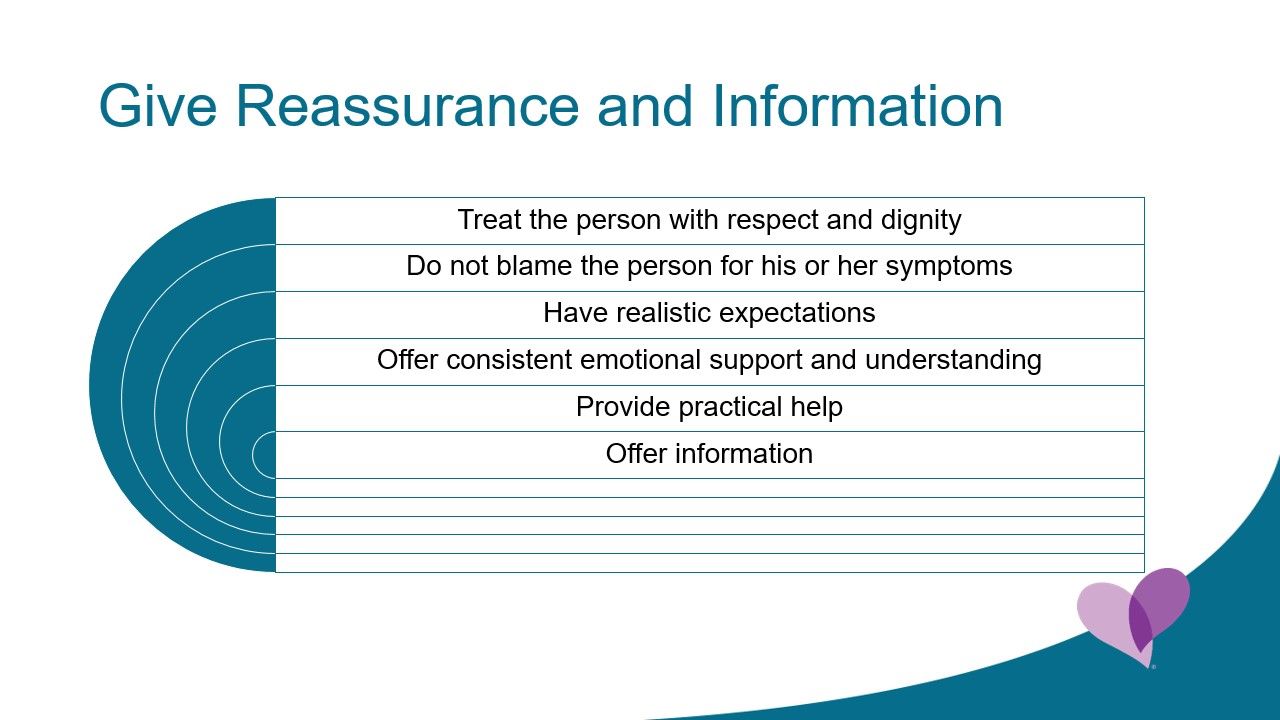 Give Reassurance and Information
Treat the person with respect and dignity
Do not blame the person for his or her symptoms
Have realistic expectations
Offer consistent emotional support and understanding
Provide practical help
Offer information
®